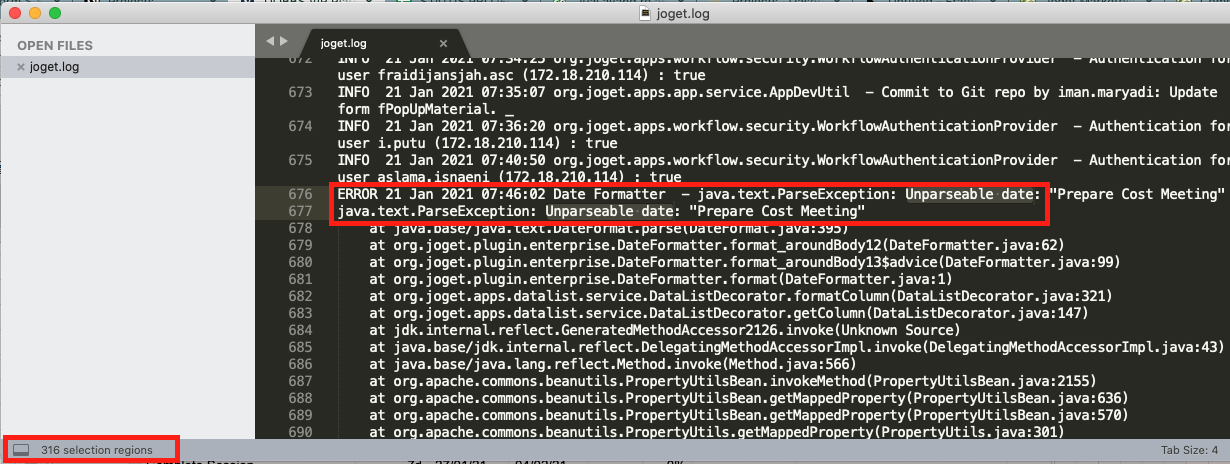 joget.log
OPEN FILES
joget.log
joget.log
672 INFO 21 Jan 2021 07:34:25 org.joget.apps.workflow.security.WorkflowAuthenticationProvider - Authentication for
user fraidijansjah.asc (172.18.210.114) : true
673 INFO 21 Jan 2021 07:35:07 org.joget.apps.app.service.AppDevUtil - Commit to Git repo by iman.maryadi: Update
form fPopUpMaterial. _
674 INFO 21 Jan 2021 07:36:20 org.joget.apps.workflow.security.WorkflowAuthenticationProvider - Authentication for
user i.putu (172.18.210.114) : true
675 INFO 21 Jan 2021 07:40:50 org.joget.apps.workflow.security.WorkflowAuthenticationProvider - Authentication for
user aslama.isnaeni (172.18.210.114) : true
676 ERROR 21 Jan 2021 07:46:02 Date Formatter - java.text.ParseException: Unparseable date: "Prepare Cost Meeting"
677 java.text.ParseException: Unparseable date: "Prepare Cost Meeting"
678 at java.base/java.text.DateFormat.parse(DateFormat.java:395)
679 at org.joget.plugin.enterprise.DateFormatter.format_aroundBody12(DateFormatter.java:62)
680 at org.joget.plugin.enterprise.DateFormatter.format_aroundBody13$advice(DateFormatter.java:99)
681 at org.joget.plugin.enterprise.DateFormatter.format(DateFormatter.java:1)
682 at org.joget.apps.datalist.service.DataListDecorator.formatColumn(DataListDecorator.java:321)
683 at org.joget.apps.datalist.service.DataListDecorator.getColumn(DataListDecorator.java:147)
684 at jdk.internal.reflect.GeneratedMethodAccessor2126.invoke(Unknown Source)
685 at java.base/jdk.internal.reflect.DelegatingMethodAccessorImpl.invoke(DelegatingMethodAccessorImpl.java:43)
686 at java.base/java.lang.reflect.Method.invoke(Method.java:566)
687 at org.apache.commons.beanutils.PropertyUtilsBean.invokeMethod(PropertyUtilsBean.java:2155)
688 at org.apache.commons.beanutils.PropertyUtilsBean.getMappedProperty(PropertyUtilsBean.java:636)
689 at org.apache.commons.beanutils.PropertyUtilsBean.getMappedProperty(PropertyUtilsBean.java:570)
690 at org.apache.commons.beanutils.PropertyUtils.getMappedProperty(PropertyUtils.java:301)
316 selection regions
Tab Size: 4